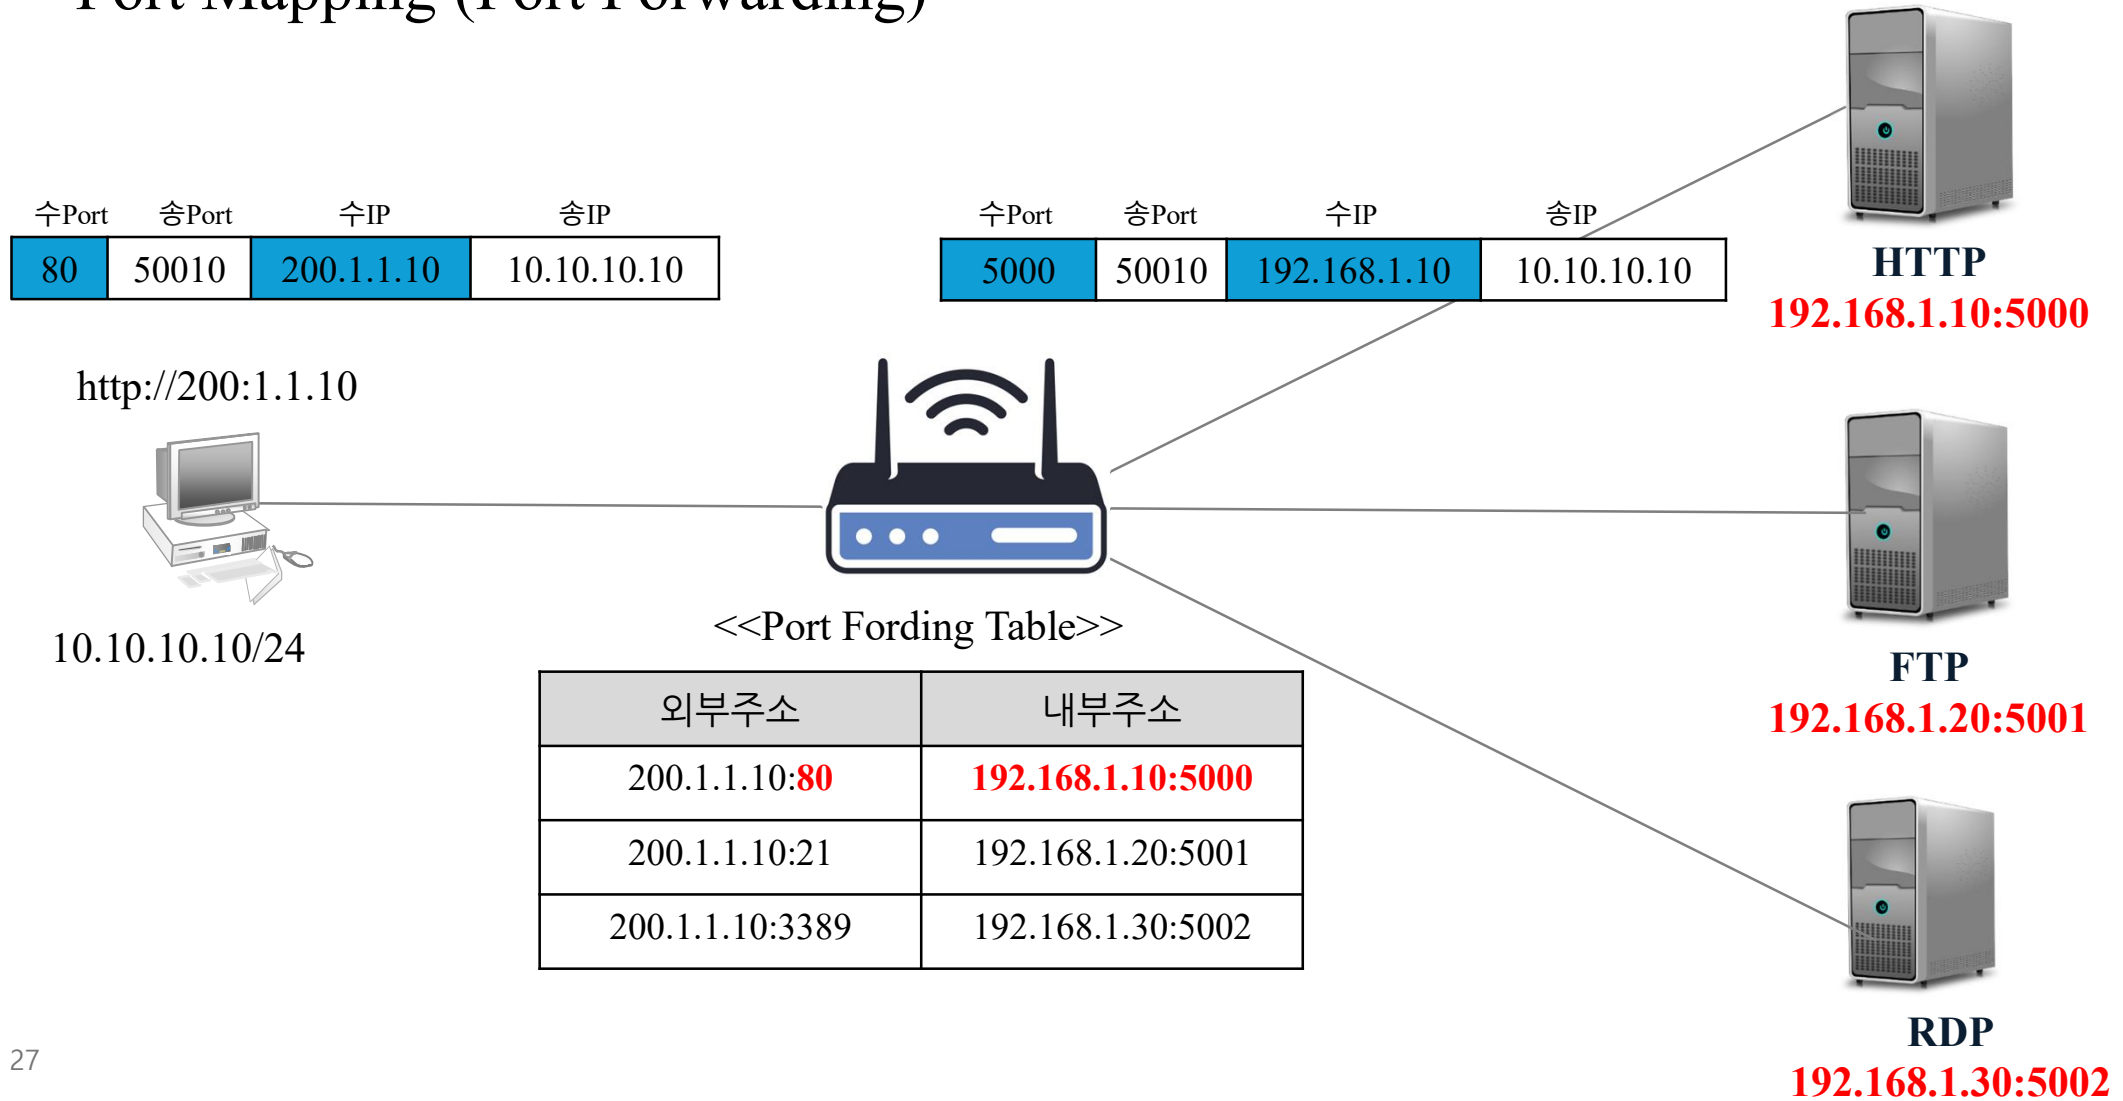 Port Mapping (Port Forwarding)
수Port 송Port 수IP 송IP
80 50010 200.1.1.10 10.10.10.10
수Port 송Port 수IP 송IP
5000 50010 192.168.1.10 10.10.10.10
HTTP
192.168.1.10:5000
http://200:1.1.10
10.10.10.10/24
<<Port Fording Table>>
외부주소 내부주소
200.1.1.10:80 192.168.1.10:5000
200.1.1.10:21 192.168.1.20:5001
200.1.1.10:3389 192.168.1.30:5002
FTP
192.168.1.20:5001
RDP
192.168.1.30:5002
27